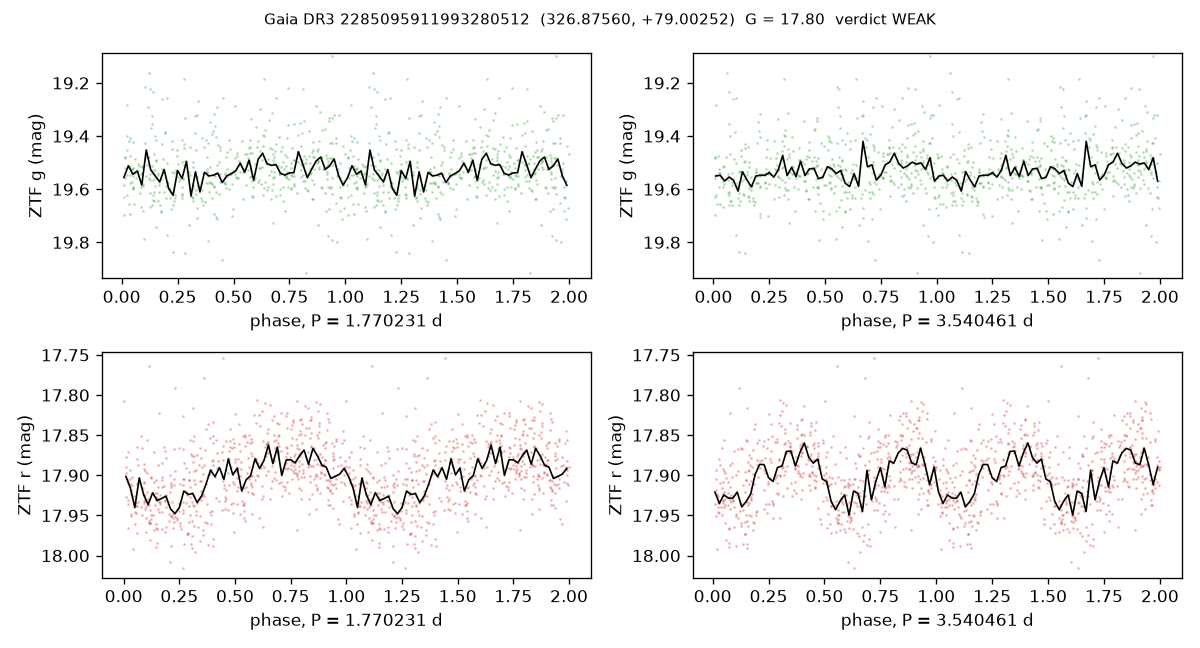 Gaia DR3 2285095911993280512 (326.87560, +79.00252) G = 17.80 verdict WEAK
ZTF g (mag)
19.2
19.4
19.6
19.8
0.00 0.25 0.50 0.75 1.00 1.25 1.50 1.75 2.00
phase, P = 1.770231 d
ZTF g (mag)
19.2
19.4
19.6
19.8
0.00 0.25 0.50 0.75 1.00 1.25 1.50 1.75 2.00
phase, P = 3.540461 d
ZTF r (mag)
17.75
17.80
17.85
17.90
17.95
18.00
0.00 0.25 0.50 0.75 1.00 1.25 1.50 1.75 2.00
phase, P = 1.770231 d
ZTF r (mag)
17.75
17.80
17.85
17.90
17.95
18.00
0.00 0.25 0.50 0.75 1.00 1.25 1.50 1.75 2.00
phase, P = 3.540461 d